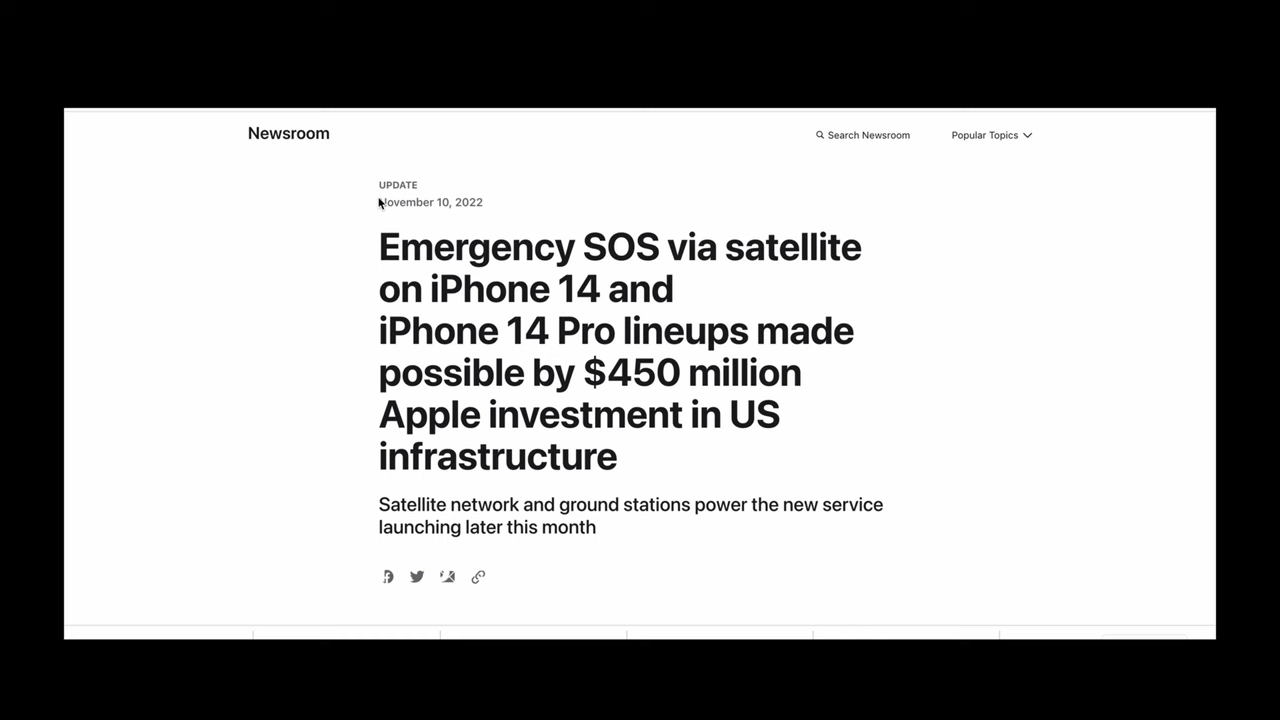 Newsroom
Search Newsroom
Popular Topics
UPDATE
November 10, 2022
Emergency SOS via satellite
on iPhone 14 and
iPhone 14 Pro lineups made
possible by $450 million
Apple investment in US
infrastructure
Satellite network and ground stations power the new service
launching later this month